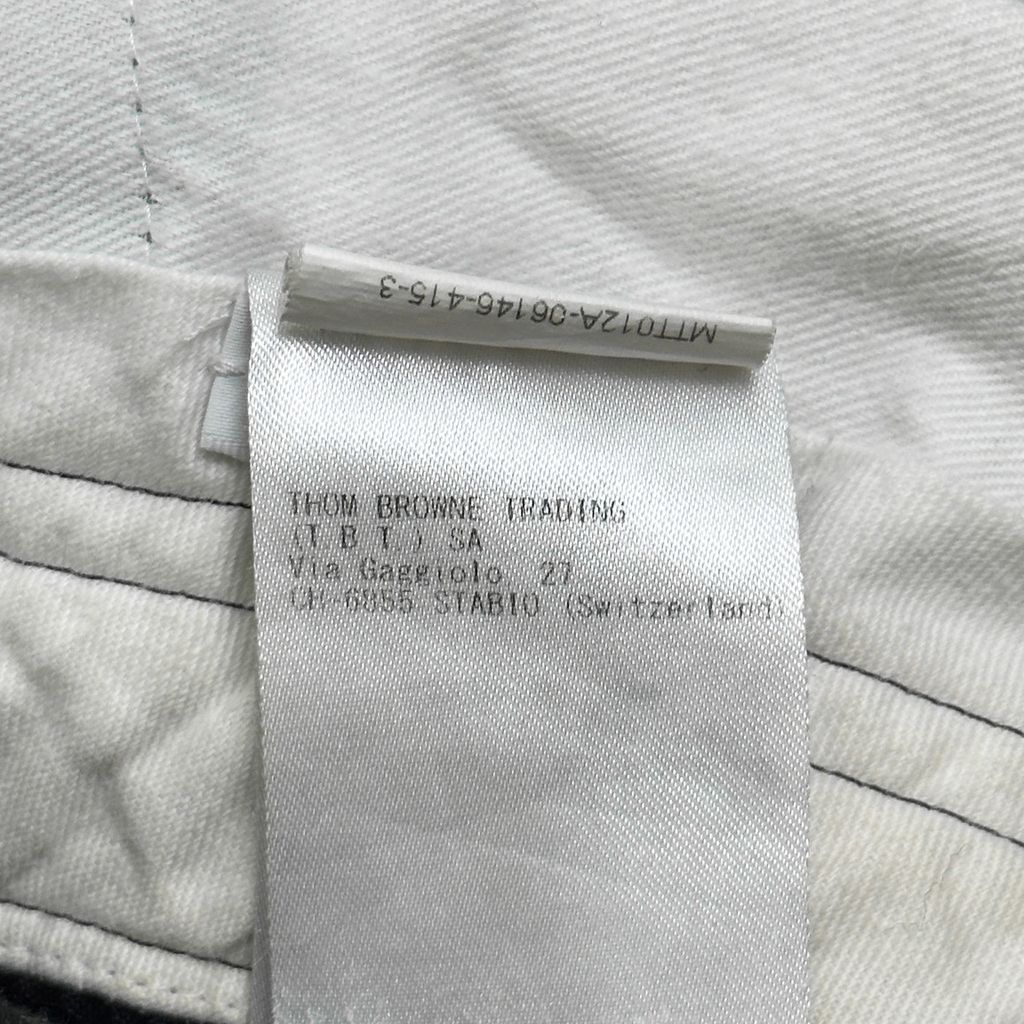 MTT012A-06146-415-3
THOM BROWNE TRADING
(T.B.T.) SA
Via Gaggiolo, 27
CH-6855 STABIO (Switzerland)